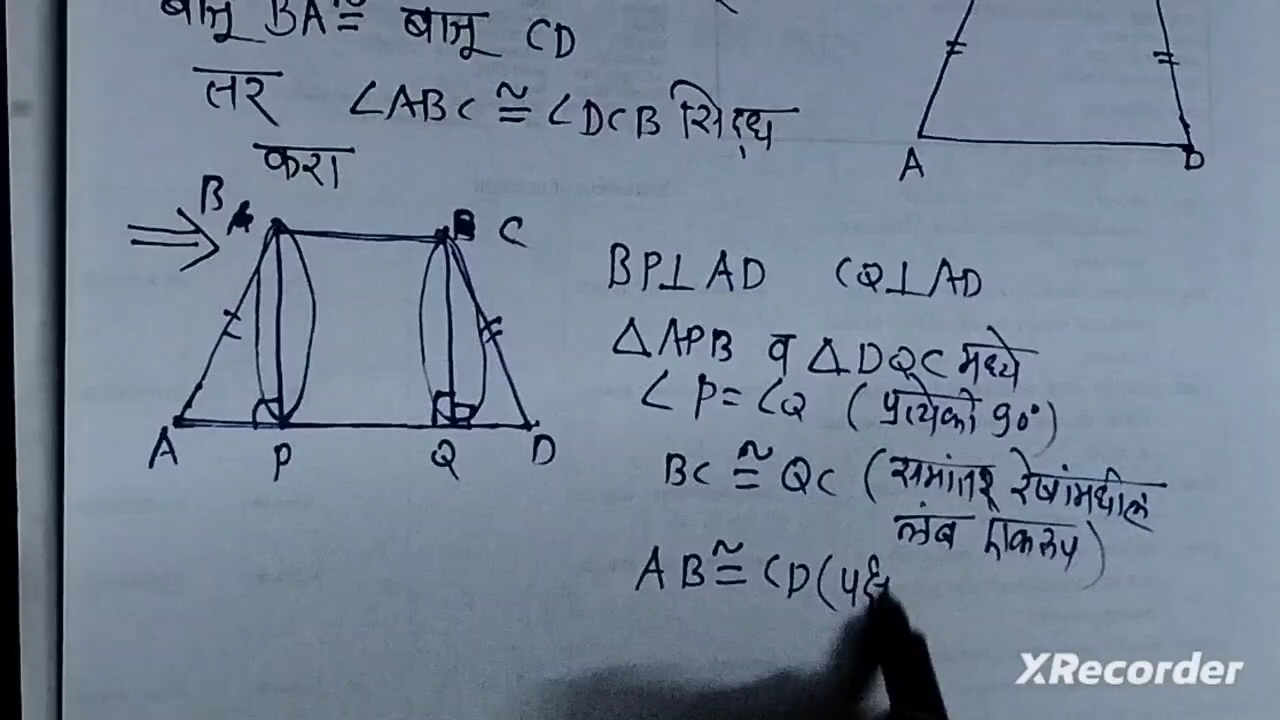 बाजू BA ≅ बाजू CD
तर ∠ABC ≅ ∠DCB सिद्ध
करा
A
D
B
B C
A P Q D
BP⊥AD CQ⊥AD
△APB व △DQC मध्ये
∠P=∠Q (प्रत्येकी 90°)
BC ≅ QC (समांतर रेषांमधील
लंब एकरूप)
AB ≅ CD (पक्ष
XRecorder